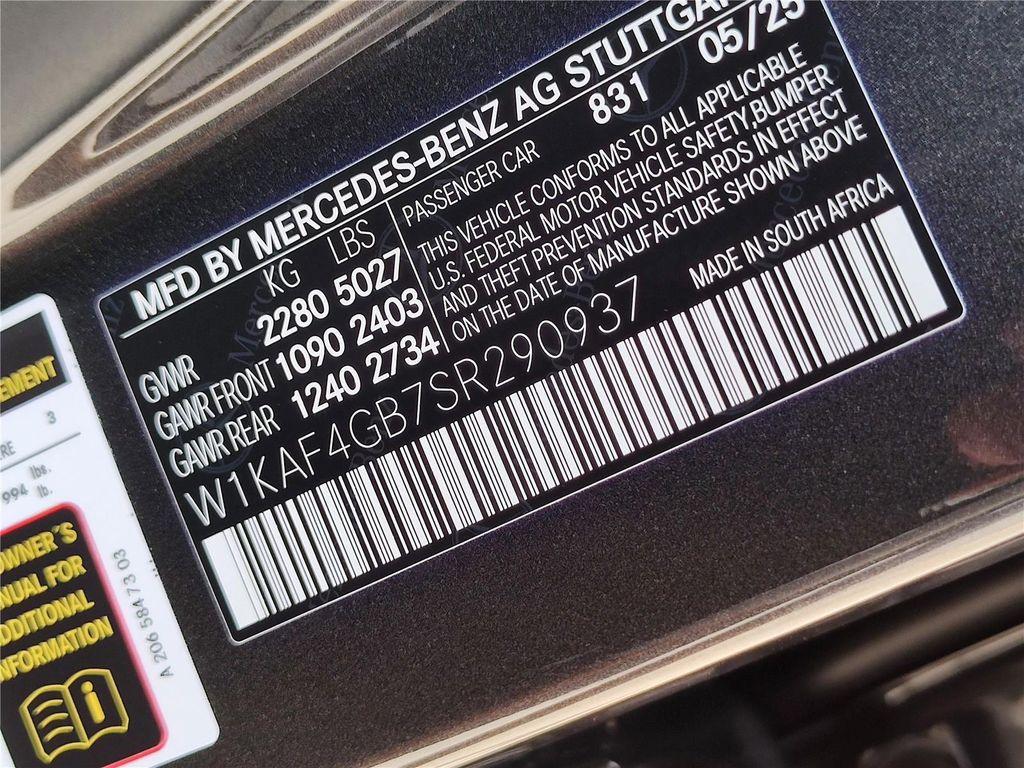 MFD BY MERCEDES-BENZ AG STUTTGA
KG LBS
GVWR 2280 5027
GAWR FRONT 1090 2403
GAWR REAR 1240 2734
PASSENGER CAR 831 05/25
THIS VEHICLE CONFORMS TO ALL APPLICABLE
U.S. FEDERAL MOTOR VEHICLE SAFETY,BUMPER
AND THEFT PREVENTION STANDARDS IN EFFECT
ON THE DATE OF MANUFACTURE SHOWN ABOVE
W1KAF4GB7SR290937
MADE IN SOUTH AFRICA
EMENT
3
RE
994 lbs.
lb.
OWNER'S
NUAL FOR
DDITIONAL
NFORMATION
A 206 584 73 03